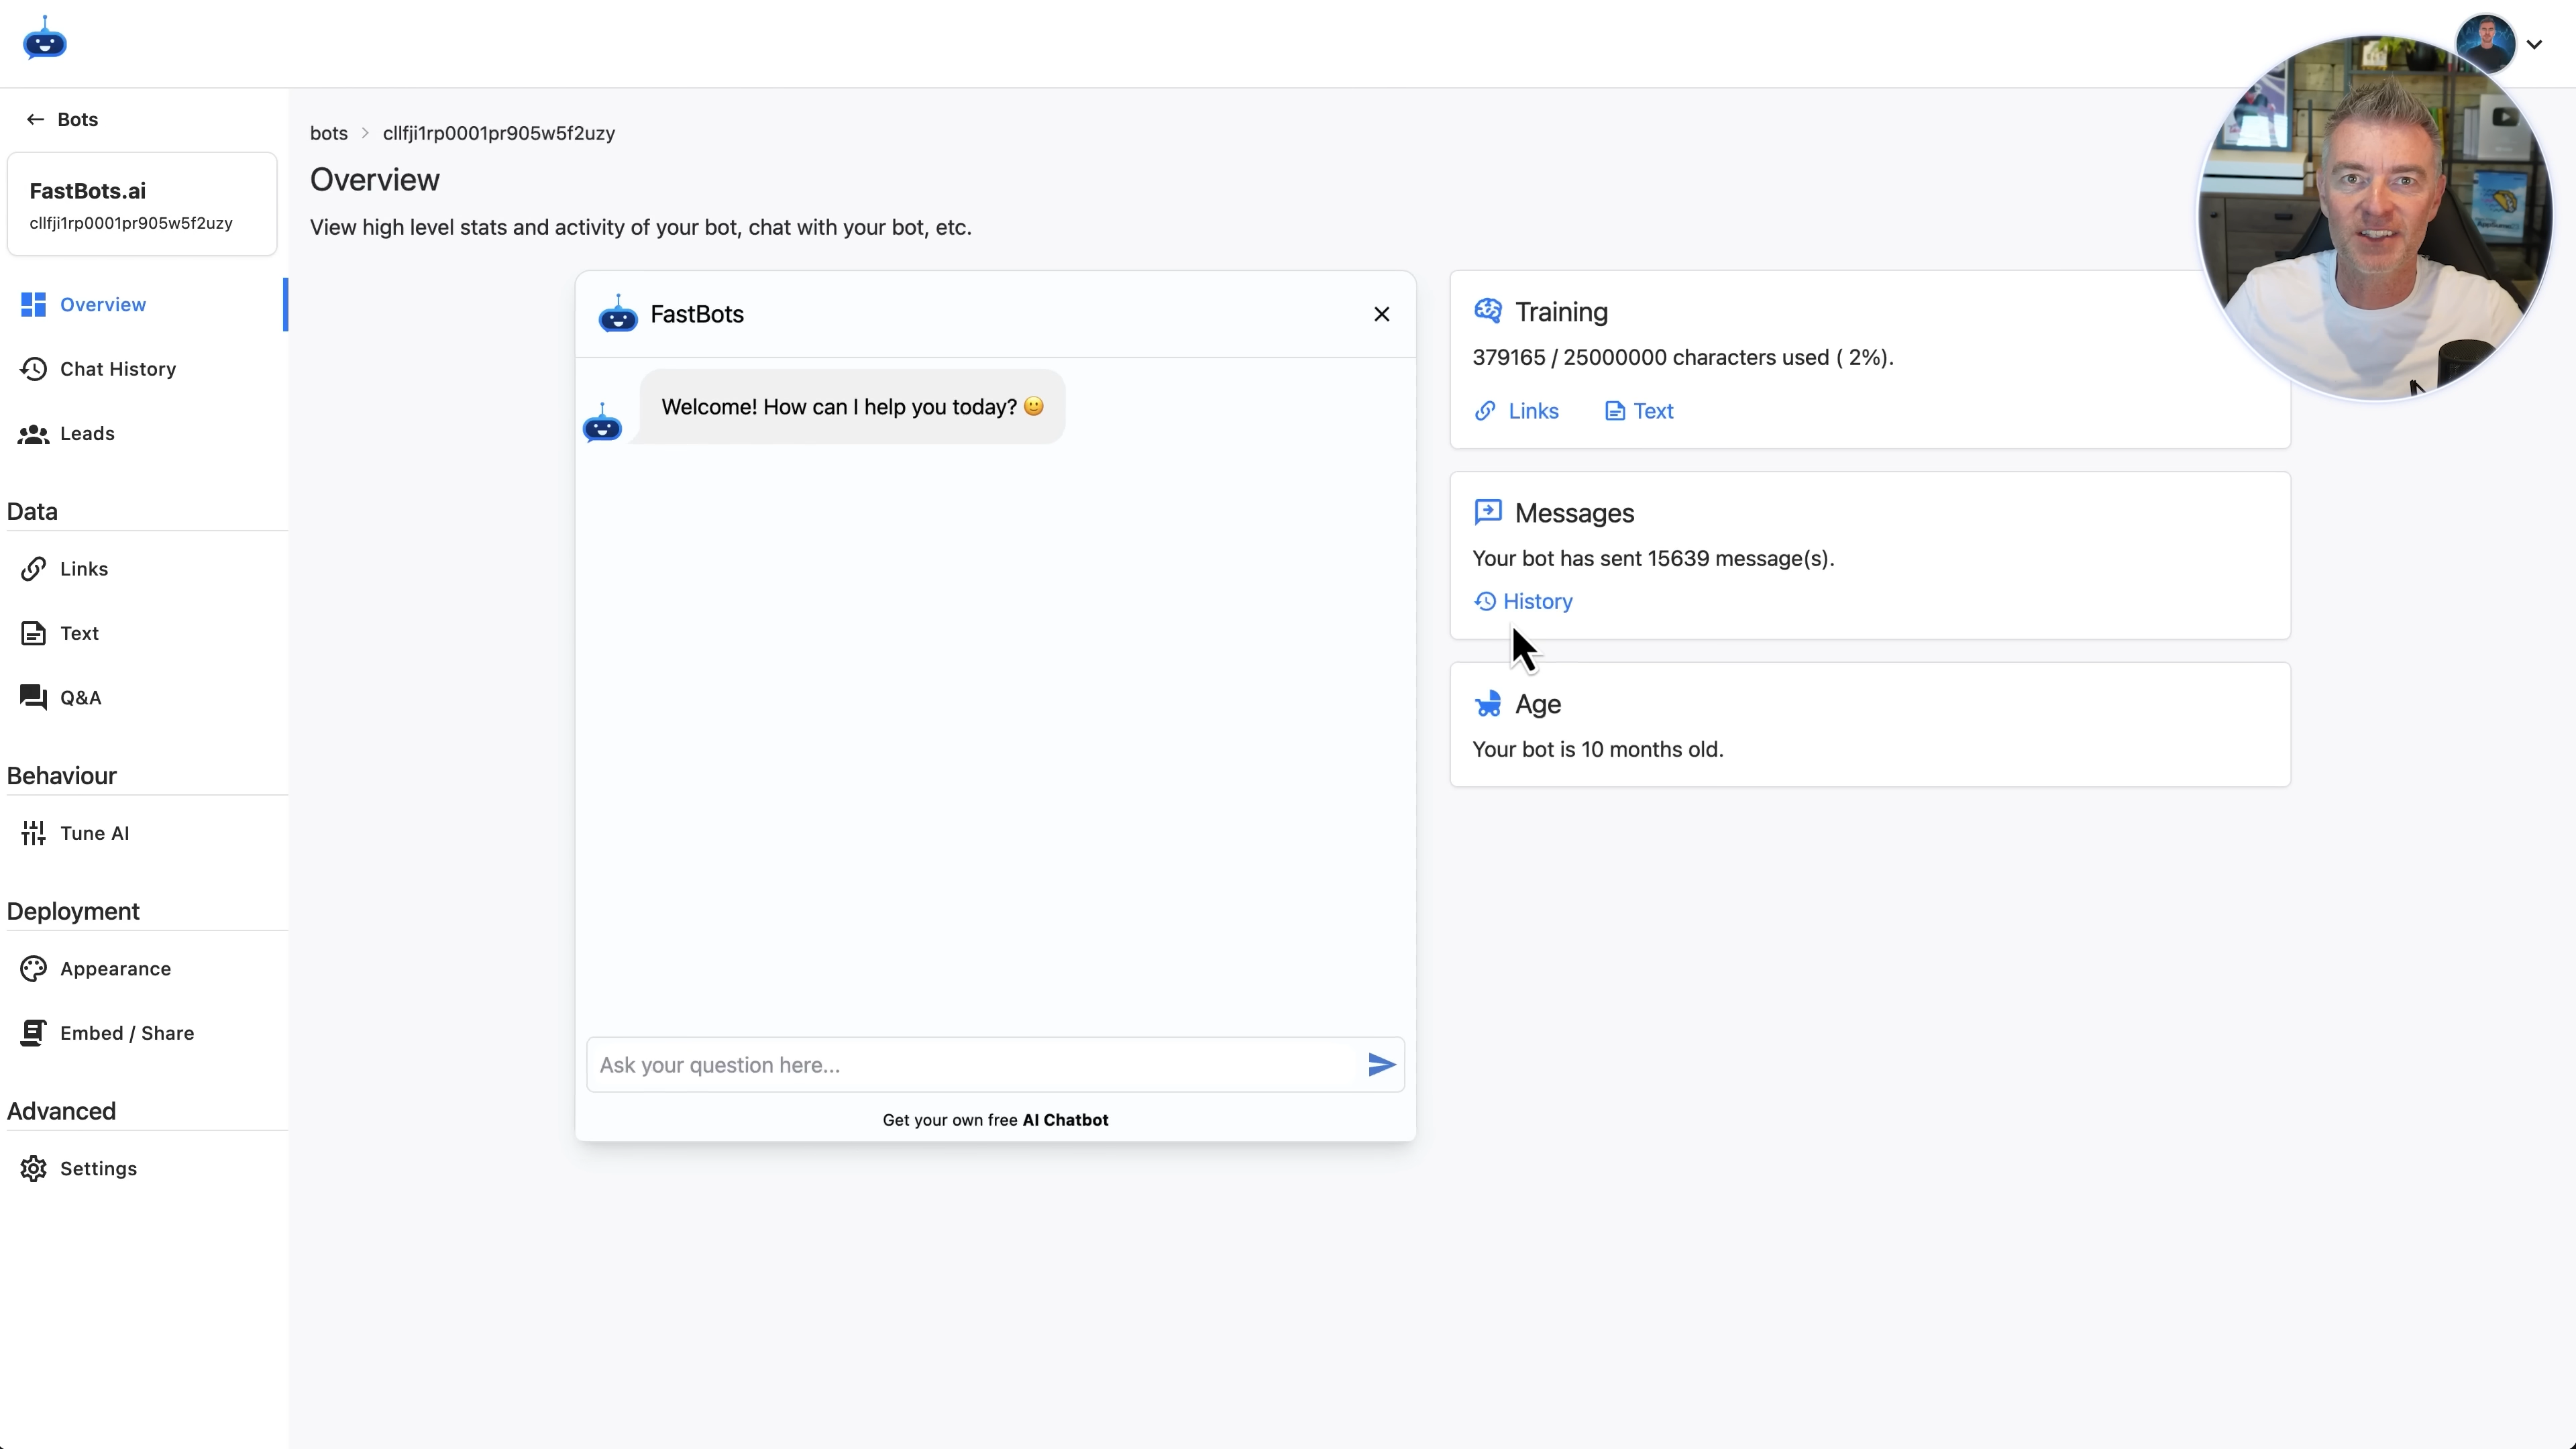 Bots
FastBots.ai
cllfji1rp0001pr905w5f2uzy
Overview
Chat History
Leads
Data
Links
Text
Q&A
Behaviour
Tune AI
Deployment
Appearance
Embed / Share
Advanced
Settings
bots > cllfji1rp0001pr905w5f2uzy
Overview
View high level stats and activity of your bot, chat with your bot, etc.
FastBots
Welcome! How can I help you today? 🙂
Ask your question here...
Get your own free AI Chatbot
Training
379165 / 25000000 characters used ( 2%).
Links Text
Messages
Your bot has sent 15639 message(s).
History
Age
Your bot is 10 months old.